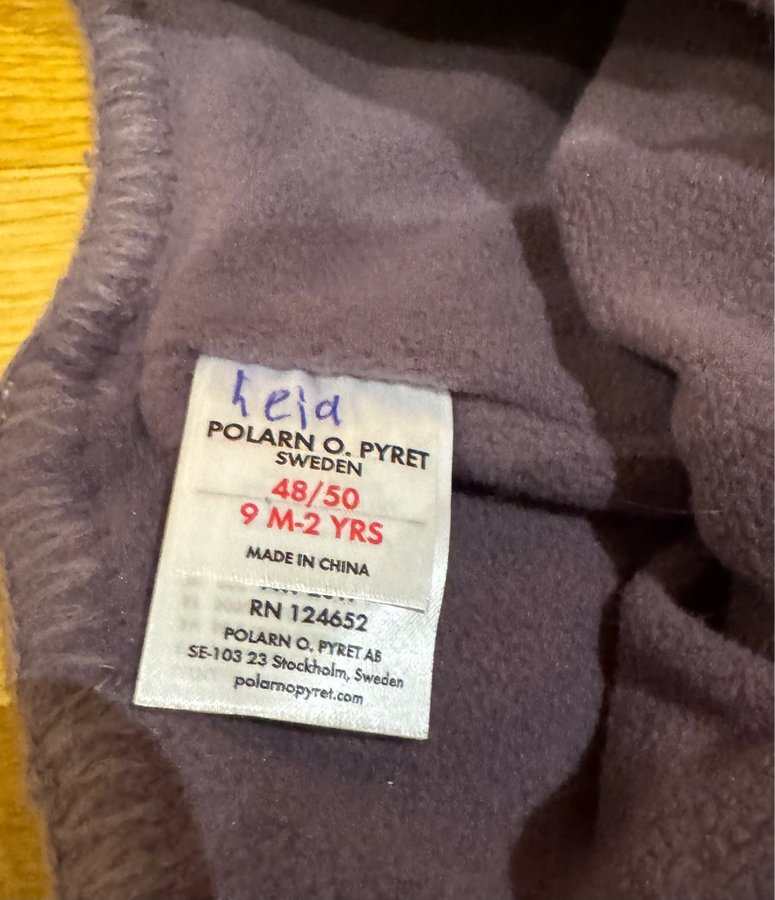 leia
POLARN O. PYRET
SWEDEN
48/50
9 M-2 YRS
MADE IN CHINA
RN 124652
POLARN O. PYRET AB
SE-103 23 Stockholm, Sweden
polarnopyret.com